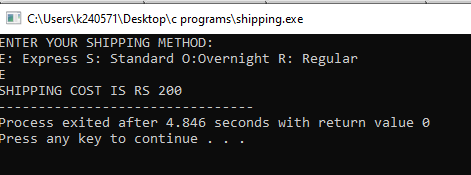 C:\Users\k240571\Desktop\c programs\shipping.exe
ENTER YOUR SHIPPING METHOD:
E: Express S: Standard O:Overnight R: Regular
E
SHIPPING COST IS RS 200
--------------------------------
Process exited after 4.846 seconds with return value 0
Press any key to continue . . .